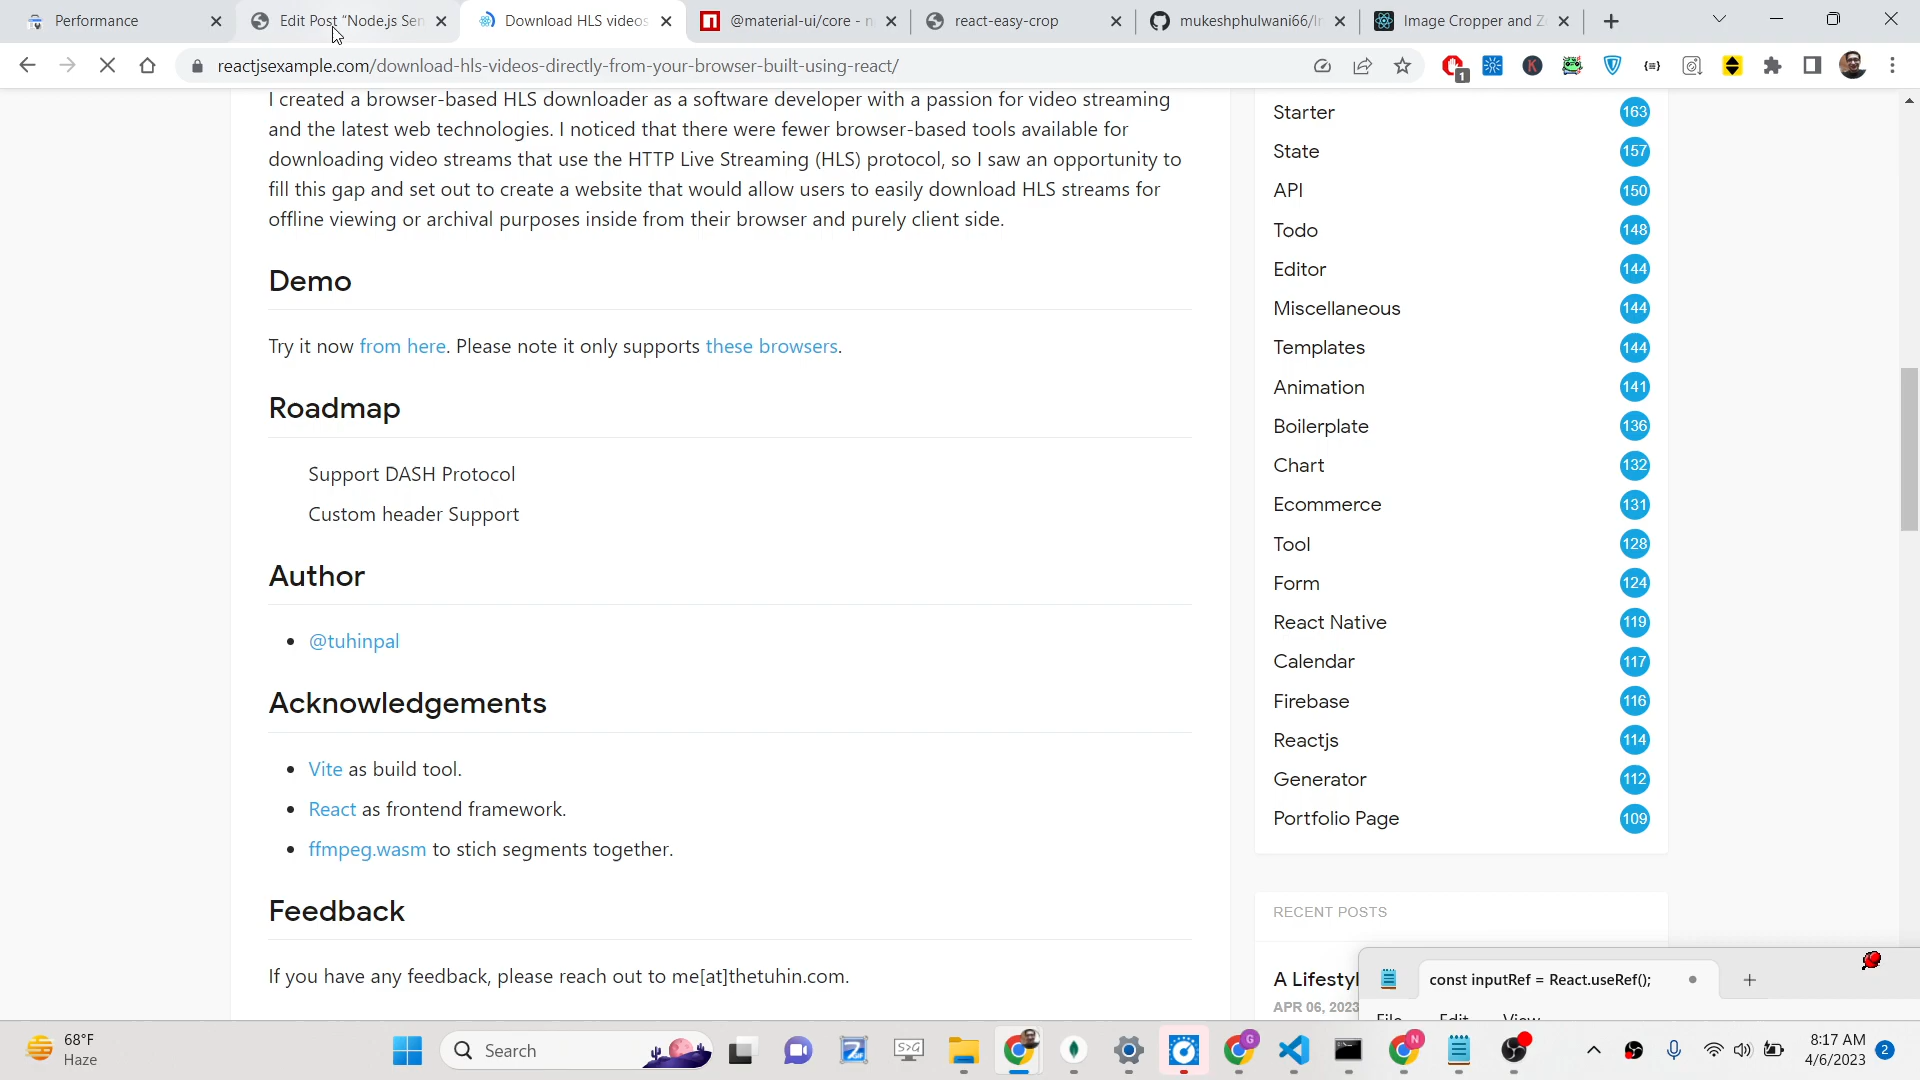 Performance
Edit Post "Node.js Sen
Download HLS videos
@material-ui/core - n
react-easy-crop
mukeshphulwani66/Im
Image Cropper and Zo
reactjsexample.com/download-hls-videos-directly-from-your-browser-built-using-react/
1
I created a browser-based HLS downloader as a software developer with a passion for video streaming
and the latest web technologies. I noticed that there were fewer browser-based tools available for
downloading video streams that use the HTTP Live Streaming (HLS) protocol, so I saw an opportunity to
fill this gap and set out to create a website that would allow users to easily download HLS streams for
offline viewing or archival purposes inside from their browser and purely client side.
Demo
Try it now from here. Please note it only supports these browsers.
Roadmap
Support DASH Protocol
Custom header Support
Author
• @tuhinpal
Acknowledgements
• Vite as build tool.
• React as frontend framework.
• ffmpeg.wasm to stich segments together.
Feedback
If you have any feedback, please reach out to me[at]thetuhin.com.
Starter 163
State 157
API 150
Todo 148
Editor 144
Miscellaneous 144
Templates 144
Animation 141
Boilerplate 136
Chart 132
Ecommerce 131
Tool 128
Form 124
React Native 119
Calendar 117
Firebase 116
Reactjs 114
Generator 112
Portfolio Page 109
RECENT POSTS
A Lifestyl
APR 06, 2023
const inputRef = React.useRef();
File Edit View
68°F
Haze
Search
8:17 AM
4/6/2023
2